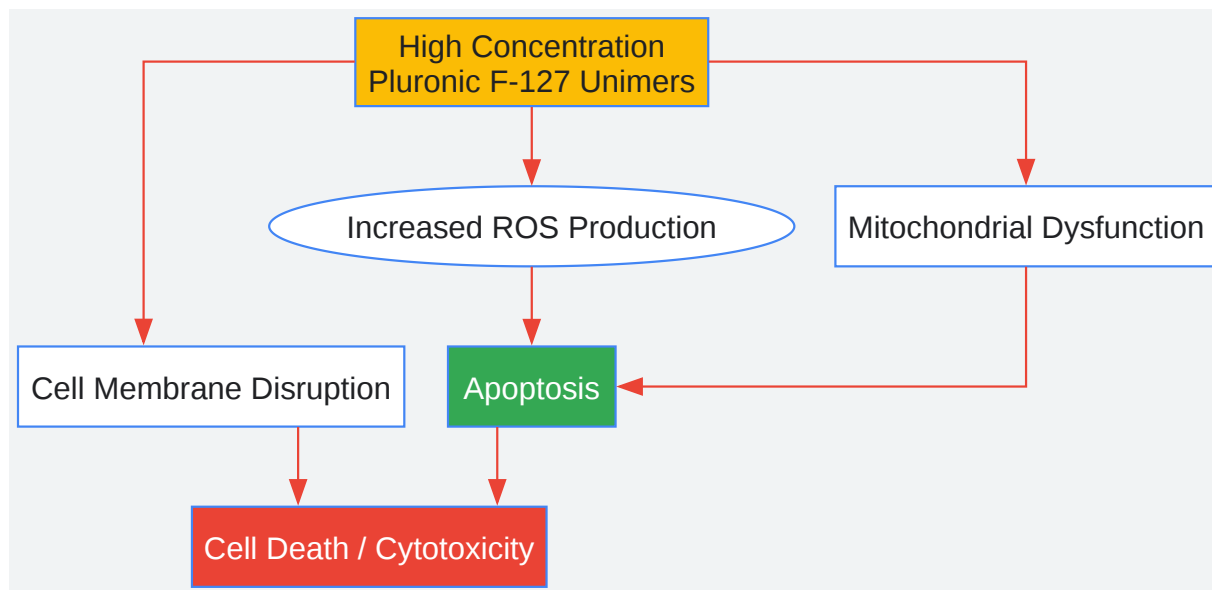 High Concentration
Pluronic F-127 Unimers
Increased ROS Production
Mitochondrial Dysfunction
Cell Membrane Disruption
Apoptosis
Cell Death / Cytotoxicity